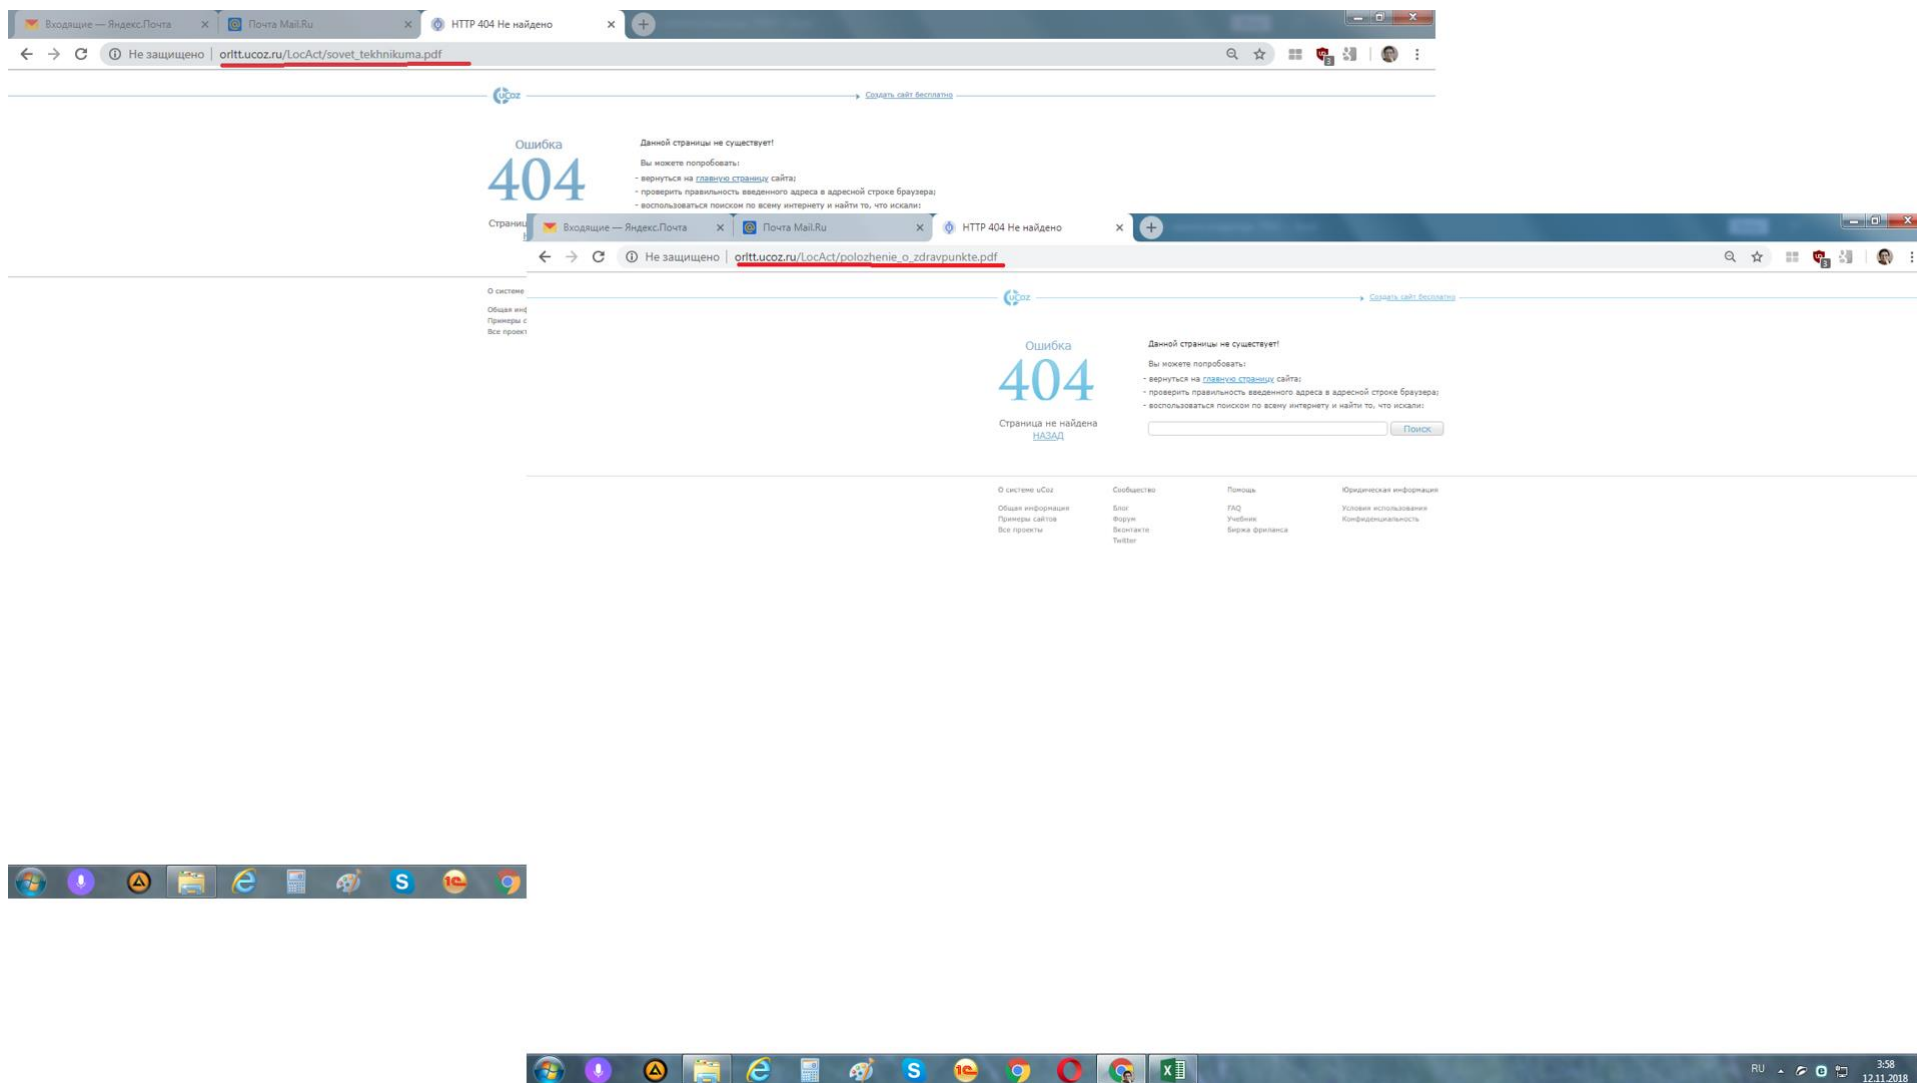 Входящие — Яндекс.Почта
Почта Mail.Ru
HTTP 404 Не найдено
Не защищено
orltt.ucoz.ru/LocAct/sovet_tekhnikuma.pdf
3
uCoz
Создать сайт бесплатно
Ошибка
404
Данной страницы не существует!
Вы можете попробовать:
- вернуться на главную страницу сайта;
- проверить правильность введенного адреса в адресной строке браузера;
- воспользоваться поиском по всему интернету и найти то, что искали:
О системе
Входящие — Яндекс.Почта
Почта Mail.Ru
HTTP 404 Не найдено
Не защищено
orltt.ucoz.ru/LocAct/polozhenie_o_zdravpunkte.pdf
3
uCoz
Создать сайт бесплатно
Ошибка
404
Страница не найдена
НАЗАД
Данной страницы не существует!
Вы можете попробовать:
- вернуться на главную страницу сайта;
- проверить правильность введенного адреса в адресной строке браузера;
- воспользоваться поиском по всему интернету и найти то, что искали:
Поиск
О системе uCoz
Общая информация
Примеры сайтов
Все проекты
Сообщество
Блог
Форум
Вконтакте
Twitter
Помощь
FAQ
Учебник
Биржа фриланса
Юридическая информация
Условия использования
Конфиденциальность
S
1C
S
1C
RU
3:58
12.11.2018